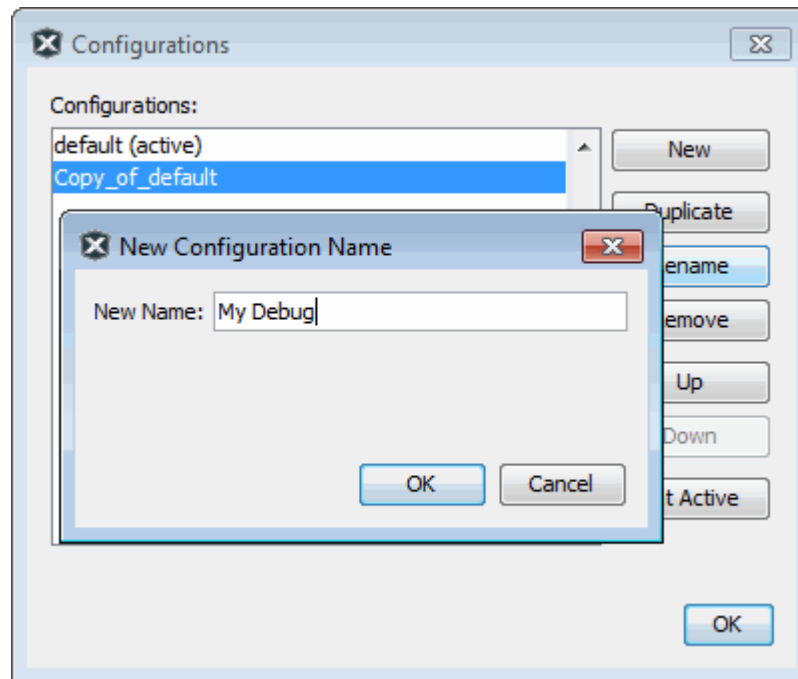 Configurations
Configurations:
default (active)
Copy_of_default
New
Duplicate
ename
emove
Up
Down
t Active
OK
New Configuration Name
New Name: My Debug
OK Cancel